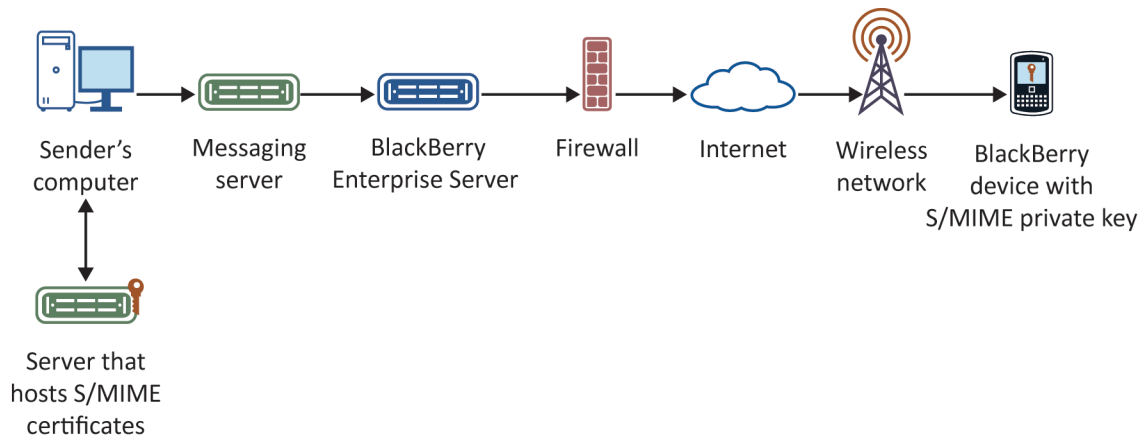 Sender's
computer
Messaging
server
BlackBerry
Enterprise Server
Firewall
Internet
Wireless
network
BlackBerry
device with
S/MIME private key
Server that
hosts S/MIME
certificates